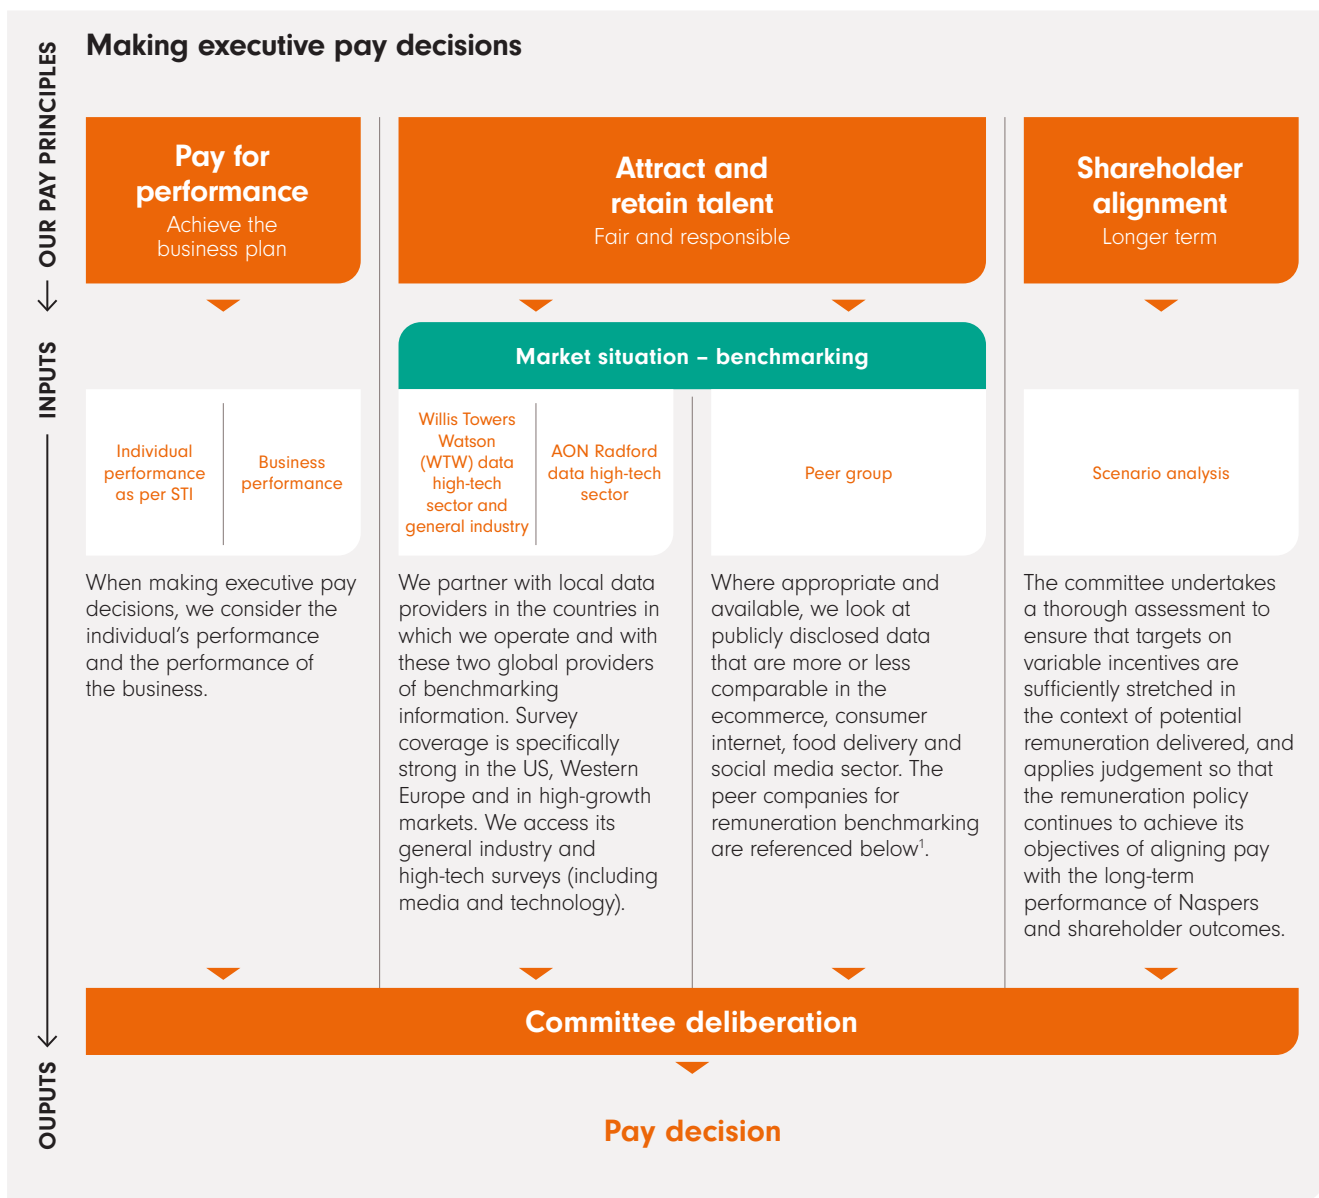 Making executive pay decisions
OUR PAY PRINCIPLES
Pay for
performance
Achieve the
business plan
Attract and
retain talent
Fair and responsible
Shareholder
alignment
Longer term
INPUTS
Market situation – benchmarking
Individual
performance
as per STI
Business
performance
Willis Towers
Watson
(WTW) data
high-tech
sector and
general industry
AON Radford
data high-tech
sector
Peer group
Scenario analysis
When making executive pay
decisions, we consider the
individual's performance
and the performance of
the business.
We partner with local data
providers in the countries in
which we operate and with
these two global providers
of benchmarking
information. Survey
coverage is specifically
strong in the US, Western
Europe and in high-growth
markets. We access its
general industry and
high-tech surveys (including
media and technology).
Where appropriate and
available, we look at
publicly disclosed data
that are more or less
comparable in the
ecommerce, consumer
internet, food delivery and
social media sector. The
peer companies for
remuneration benchmarking
are referenced below¹.
The committee undertakes
a thorough assessment to
ensure that targets on
variable incentives are
sufficiently stretched in
the context of potential
remuneration delivered, and
applies judgement so that
the remuneration policy
continues to achieve its
objectives of aligning pay
with the long-term
performance of Naspers
and shareholder outcomes.
Committee deliberation
OUPUTS
Pay decision